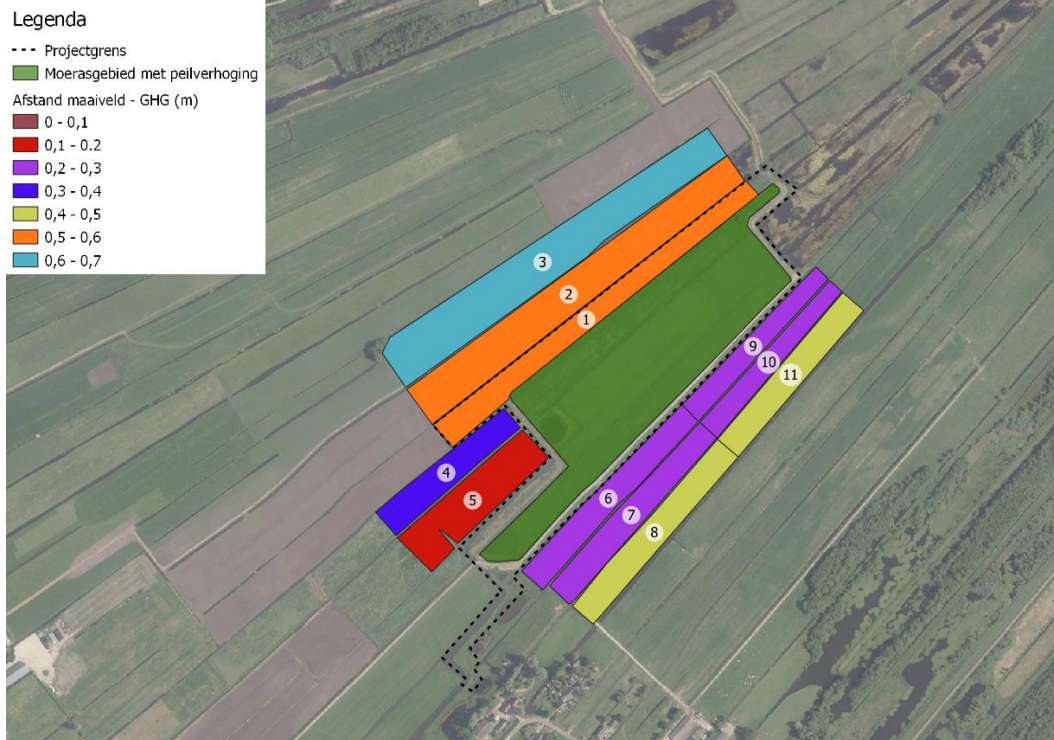 Legenda
Projectgrens
Moerasgebied met peilverhoging
Afstand maaiveld - GHG (m)
0 - 0,1
0,1 - 0.2
0,2 - 0,3
0,3 - 0,4
0,4 - 0,5
0,5 - 0,6
0,6 - 0,7
3
2
1
9
10
11
4
5
6
7
8